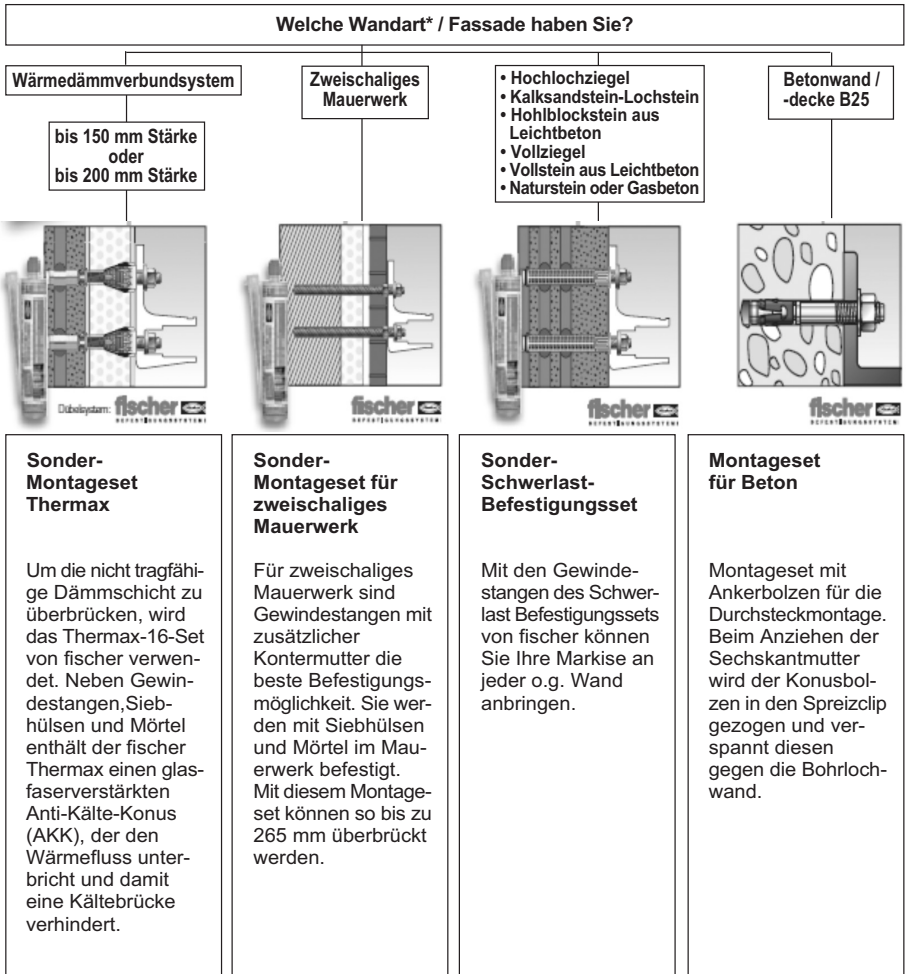 Welche Wandart* / Fassade haben Sie?
Wärmedämmverbundsystem
bis 150 mm Stärke
oder
bis 200 mm Stärke
Zweischaliges
Mauerwerk
• Hochlochziegel
• Kalksandstein-Lochstein
• Hohlblockstein aus
Leichtbeton
• Vollziegel
• Vollstein aus Leichtbeton
• Naturstein oder Gasbeton
Betonwand /
-decke B25
Dübelsystem: fischer
BEFESTIGUNGSSYSTEME
fischer
BEFESTIGUNGSSYSTEME
fischer
BEFESTIGUNGSSYSTEME
fischer
BEFESTIGUNGSSYSTEME
Sonder-
Montageset
Thermax
Um die nicht tragfähi-
ge Dämmschicht zu
überbrücken, wird
das Thermax-16-Set
von fischer verwen-
det. Neben Gewin-
destangen,Sieb-
hülsen und Mörtel
enthält der fischer
Thermax einen glas-
faserverstärkten
Anti-Kälte-Konus
(AKK), der den
Wärmefluss unter-
bricht und damit
eine Kältebrücke
verhindert.
Sonder-
Montageset für
zweischaliges
Mauerwerk
Für zweischaliges
Mauerwerk sind
Gewindestangen mit
zusätzlicher
Kontermutter die
beste Befestigungs-
möglichkeit. Sie wer-
den mit Siebhülsen
und Mörtel im Mau-
erwerk befestigt.
Mit diesem Montage-
set können so bis zu
265 mm überbrückt
werden.
Sonder-
Schwerlast-
Befestigungsset
Mit den Gewinde-
stangen des Schwer-
last Befestigungssets
von fischer können
Sie Ihre Markise an
jeder o.g. Wand
anbringen.
Montageset
für Beton
Montageset mit
Ankerbolzen für die
Durchsteckmontage.
Beim Anziehen der
Sechskantmutter
wird der Konusbol-
zen in den Spreizclip
gezogen und ver-
spannt diesen
gegen die Bohrloch-
wand.